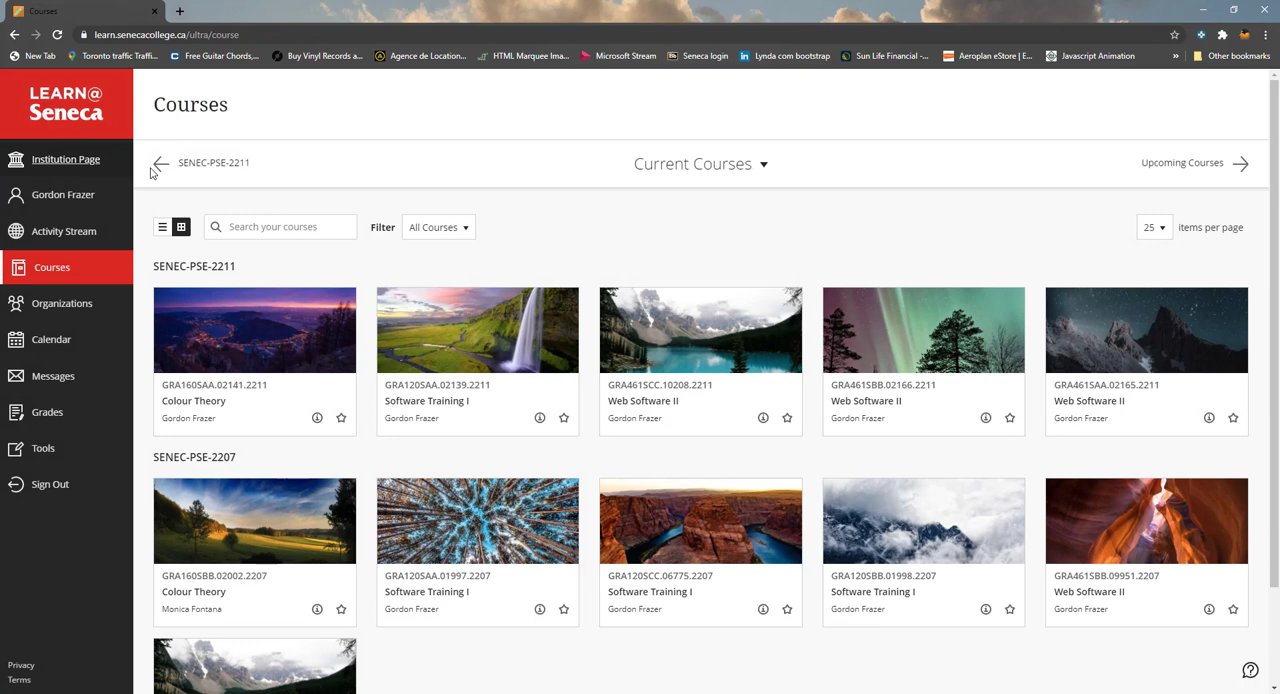 Courses
learn.senecacollege.ca/ultra/course
New Tab
Toronto traffic Traffi...
Free Guitar Chords,...
Buy Vinyl Records a...
Agence de Location...
HTML Marquee Ima...
Microsoft Stream
Seneca login
Lynda com bootstrap
Sun Life Financial -...
Aeroplan eStore | E...
Javascript Animation
»
Other bookmarks
LEARN@
Seneca
Institution Page
Gordon Frazer
Activity Stream
Courses
Organizations
Calendar
Messages
Grades
Tools
Sign Out
Privacy
Terms
Courses
SENEC-PSE-2211
Current Courses
Upcoming Courses
Search your courses
Filter
All Courses
25
items per page
SENEC-PSE-2211
GRA160SAA.02141.2211
Colour Theory
Gordon Frazer
GRA120SAA.02139.2211
Software Training I
Gordon Frazer
GRA461SCC.10208.2211
Web Software II
Gordon Frazer
GRA461SBB.02166.2211
Web Software II
Gordon Frazer
GRA461SAA.02165.2211
Web Software II
Gordon Frazer
SENEC-PSE-2207
GRA160SBB.02002.2207
Colour Theory
Monica Fontana
GRA120SAA.01997.2207
Software Training I
Gordon Frazer
GRA120SCC.06775.2207
Software Training I
Gordon Frazer
GRA120SBB.01998.2207
Software Training I
Gordon Frazer
GRA461SBB.09951.2207
Web Software II
Gordon Frazer